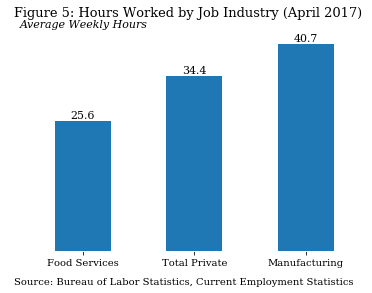 Figure 5: Hours Worked by Job Industry (April 2017)
Average Weekly Hours
40.7
34.4
25.6
Food Services Total Private Manufacturing
Source: Bureau of Labor Statistics, Current Employment Statistics